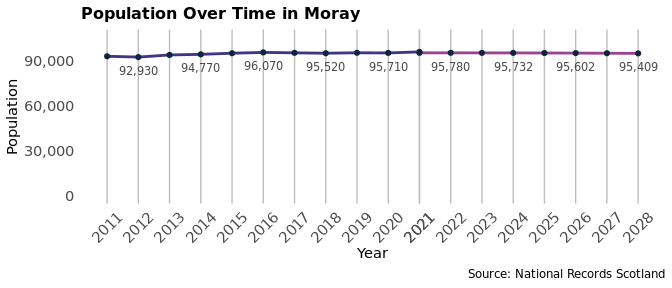 Population Over Time in Moray
Population
90,000
60,000
30,000
0
92,930 94,770 96,070 95,520 95,710 95,780 95,732 95,602 95,409
2011 2012 2013 2014 2015 2016 2017 2018 2019 2020 2021 2022 2023 2024 2025 2026 2027 2028
Year
Source: National Records Scotland